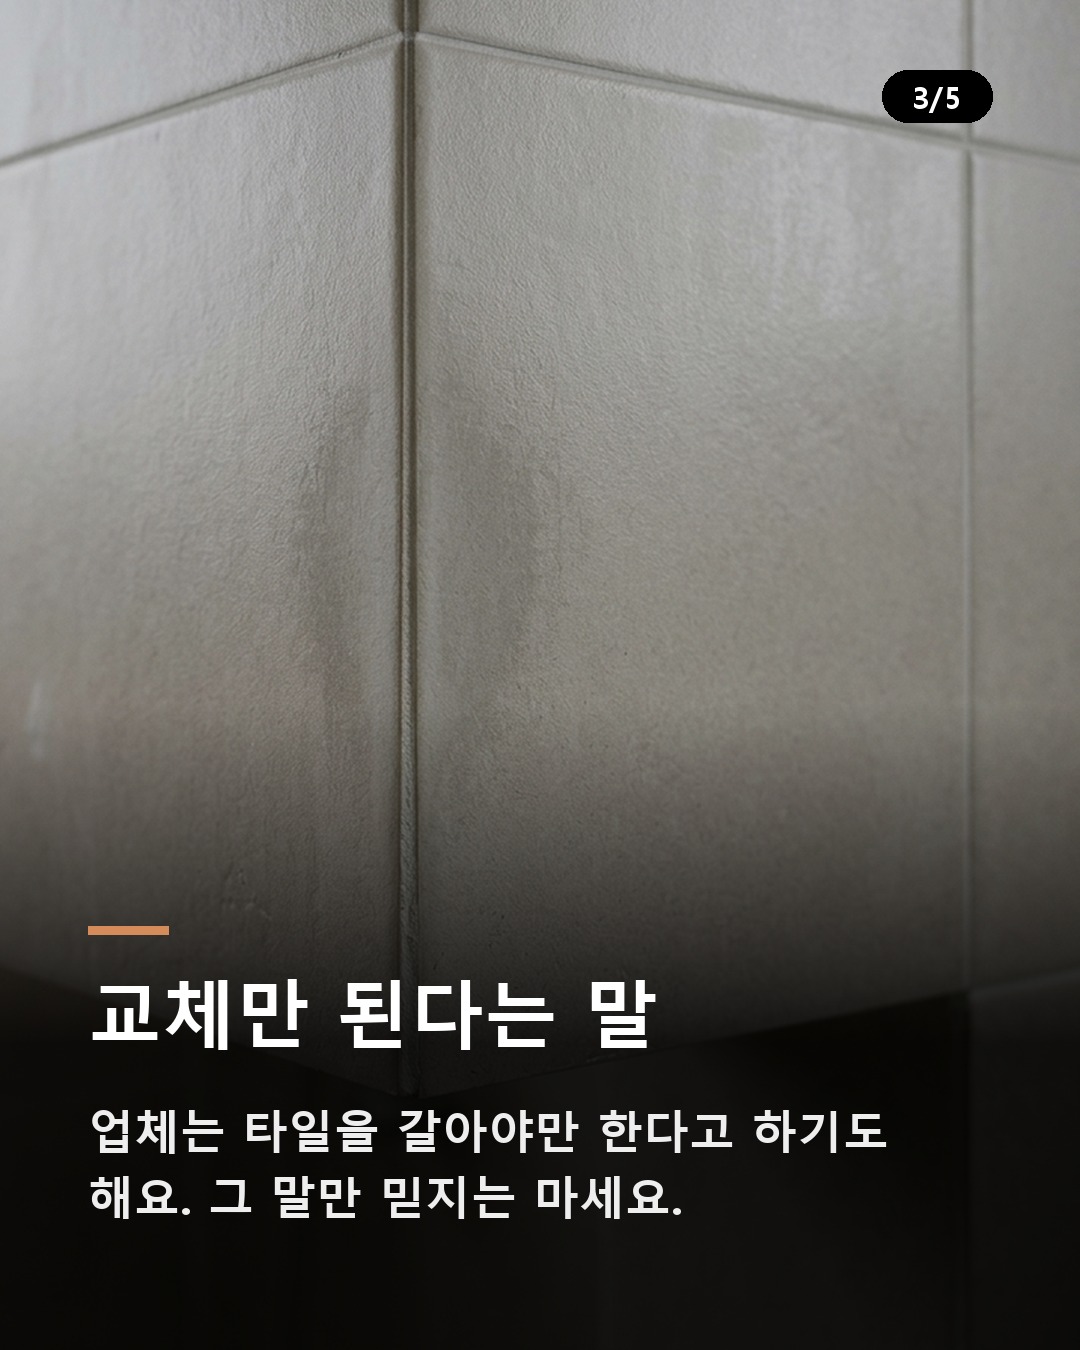 3/5
교체만 된다는 말
업체는 타일을 갈아야만 한다고 하기도
해요. 그 말만 믿지는 마세요.